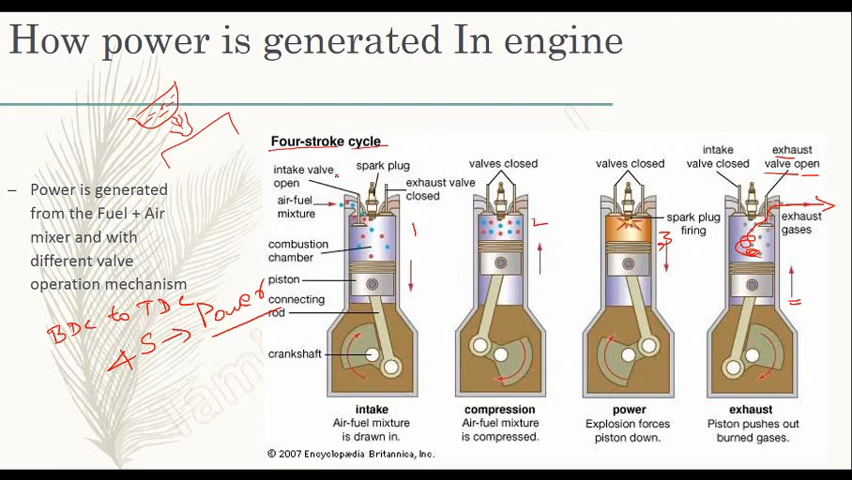 How power is generated In engine
Four-stroke cycle
intake valve
open
spark plug
exhaust valve
closed
air-fuel
mixture
combustion
chamber
piston
connecting
rod
crankshaft
1
intake
Air-fuel mixture
is drawn in.
valves closed
2
compression
Air-fuel mixture
is compressed.
valves closed
spark plug
firing
3
power
Explosion forces
piston down.
intake
valve closed
exhaust
valve open
exhaust
gases
exhaust
Piston pushes out
burned gases.
© 2007 Encyclopædia Britannica, Inc.
– Power is generated
from the Fuel + Air
mixer and with
different valve
operation mechanism
BDC to TDC
4S → Power